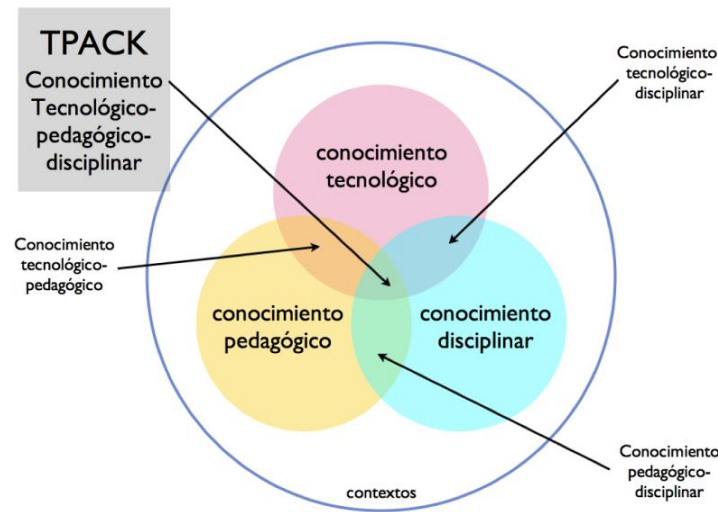 TPACK
Conocimiento
Tecnológico-
pedagógico-
disciplinar
Conocimiento
tecnológico-
disciplinar
conocimiento
tecnológico
Conocimiento
tecnológico-
pedagógico
conocimiento
pedagógico
conocimiento
disciplinar
Conocimiento
pedagógico-
disciplinar
contextos